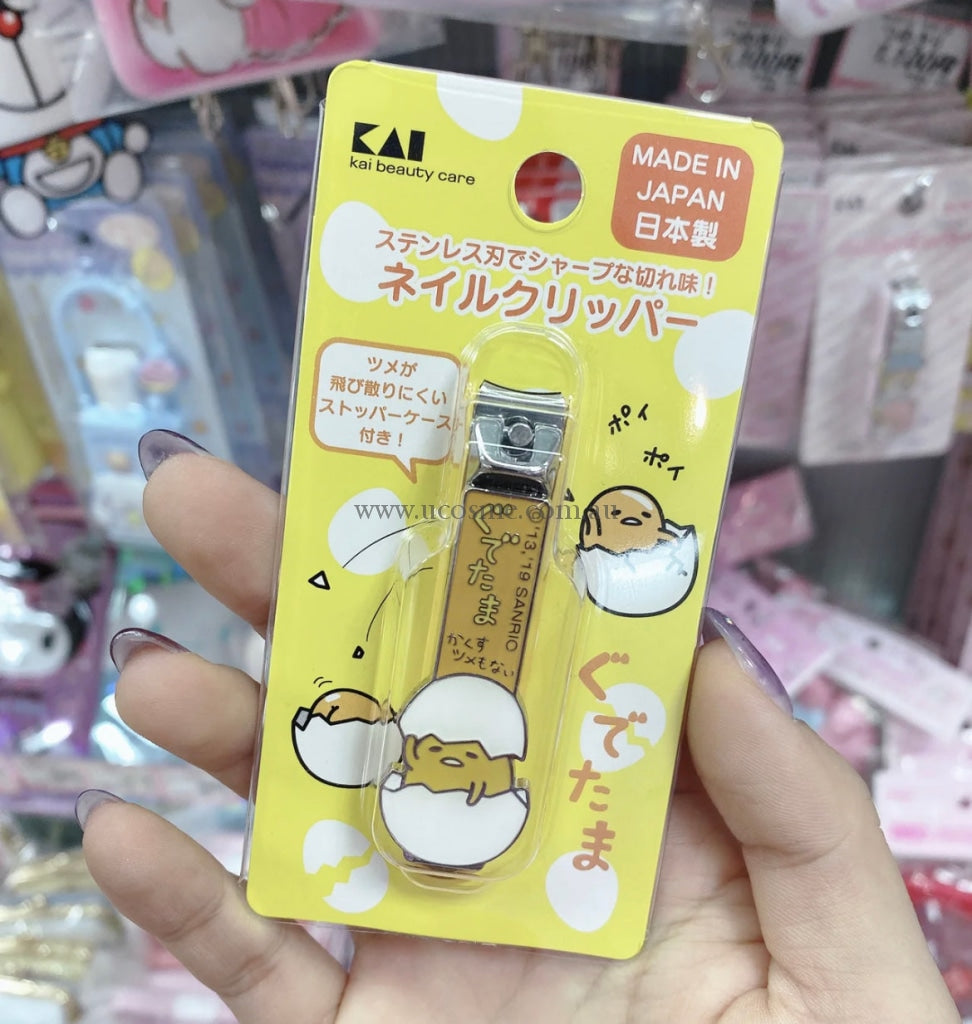 KAI
kai beauty care
MADE IN
JAPAN
日本製
ステンレス刃でシャープな切れ味！
ネイルクリッパー
ツメが
飛び散りにくい
ストッパーケース
付き！
ポイ
ポイ
www.ucosme.com.au
ぐでたま
'13,'19 SANRIO
かくす
ツメもない
ぐでたま
KAI